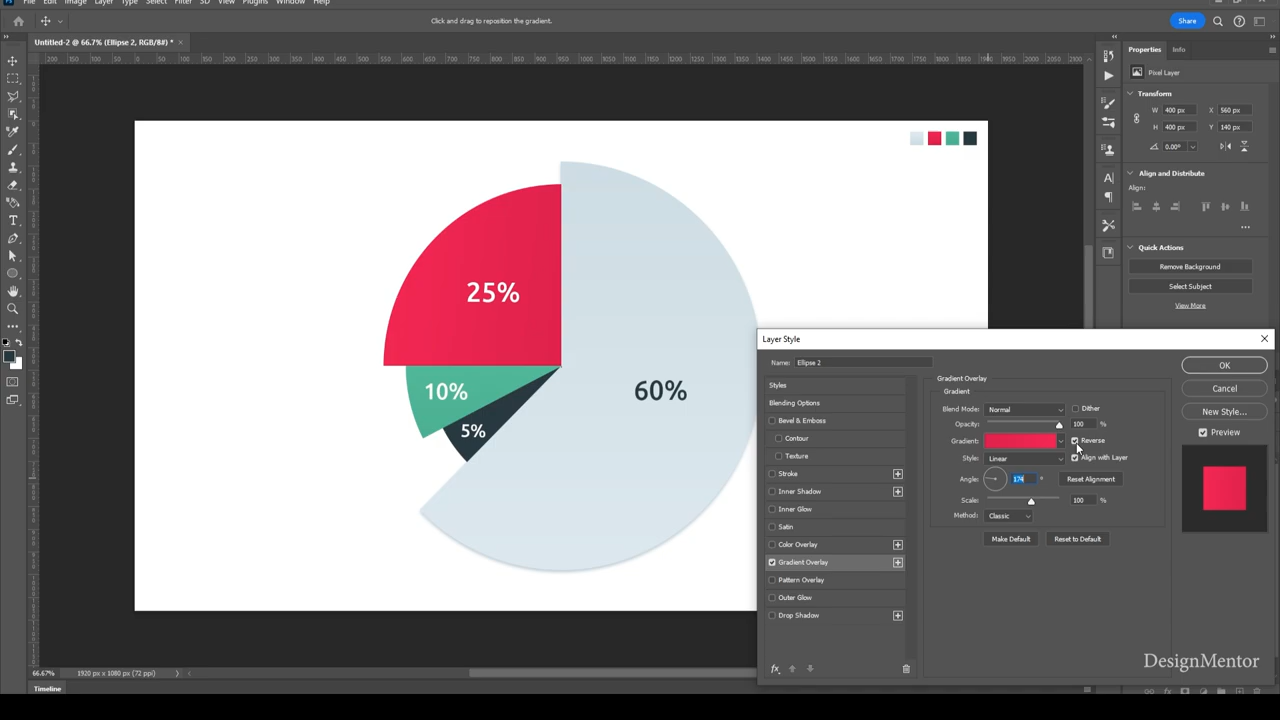 File Edit Image Layer Type Select Filter 3D View Plugins Window Help
Click and drag to reposition the gradient.
Share
Untitled-2 @ 66.7% (Ellipse 2, RGB/8#) *
Properties Info
Pixel Layer
Transform
W 400 px X 560 px
H 400 px Y 140 px
0.00°
Align and Distribute
Align:
Quick Actions
Remove Background
Select Subject
View More
25%
60%
10%
5%
Layer Style
Name: Ellipse 2
Styles
Blending Options
Bevel & Emboss
Contour
Texture
Stroke
Inner Shadow
Inner Glow
Satin
Color Overlay
Gradient Overlay
Pattern Overlay
Outer Glow
Drop Shadow
fx
Gradient Overlay
Gradient
Blend Mode: Normal Dither
Opacity: 100 %
Gradient: Reverse
Style: Linear Align with Layer
Angle: 174 ° Reset Alignment
Scale: 100 %
Method: Classic
Make Default Reset to Default
OK
Cancel
New Style...
Preview
DesignMentor
66.67% 1920 px x 1080 px (72 ppi)
Timeline